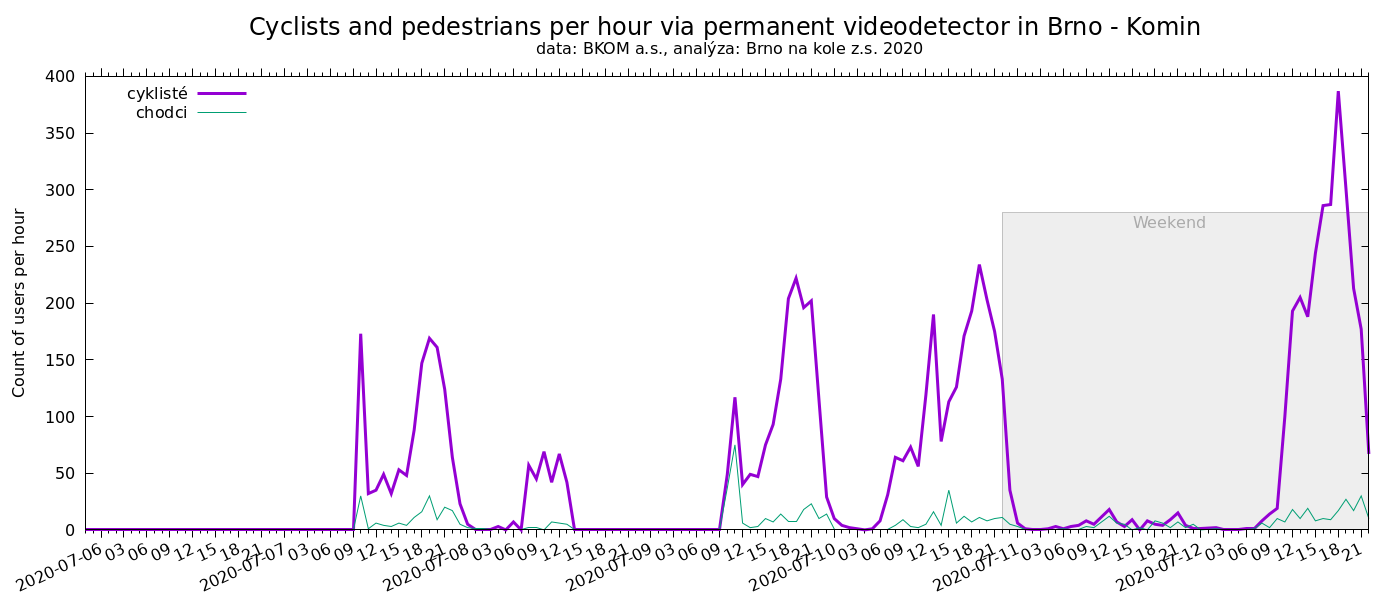 Cyclists and pedestrians per hour via permanent videodetector in Brno - Komin
data: BKOM a.s., analýza: Brno na kole z.s. 2020
400
350
300
250
200
150
100
50
0
Count of users per hour
cyklisté
chodci
Weekend
2020-07-06 03 06 09 12 15 18 21 2020-07-07 03 06 09 12 15 18 21 2020-07-08 03 06 09 12 15 18 21 2020-07-09 03 06 09 12 15 18 21 2020-07-10 03 06 09 12 15 18 21 2020-07-11 03 06 09 12 15 18 21 2020-07-12 03 06 09 12 15 18 21